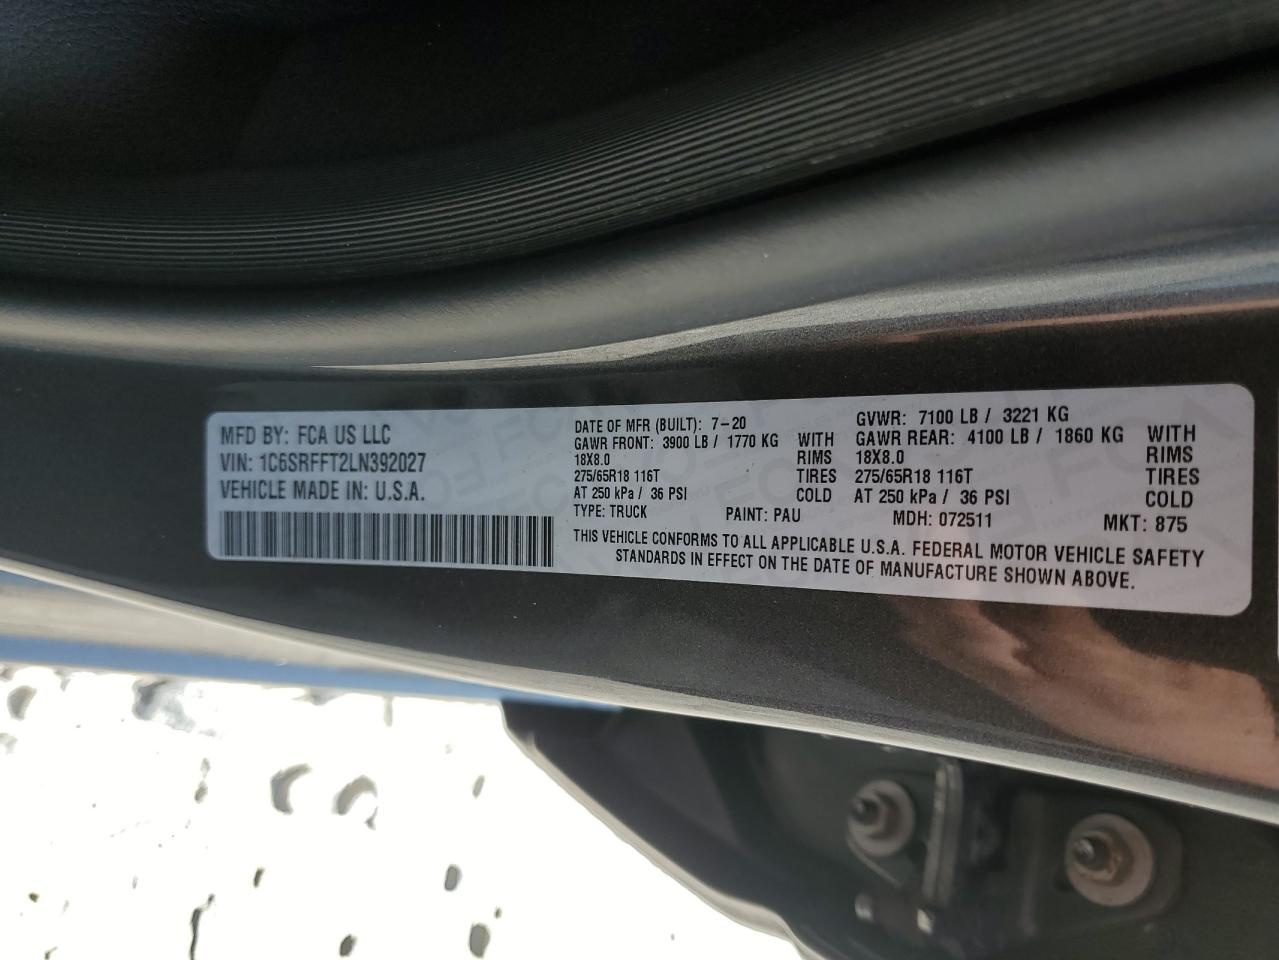 MFD BY: FCA US LLC
VIN: 1C6SRFFT2LN392027
VEHICLE MADE IN: U.S.A.
DATE OF MFR (BUILT): 7-20 GVWR: 7100 LB / 3221 KG
GAWR FRONT: 3900 LB / 1770 KG WITH GAWR REAR: 4100 LB / 1860 KG WITH
18X8.0 RIMS 18X8.0 RIMS
275/65R18 116T TIRES 275/65R18 116T TIRES
AT 250 kPa / 36 PSI COLD AT 250 kPa / 36 PSI COLD
TYPE: TRUCK PAINT: PAU MDH: 072511 MKT: 875
THIS VEHICLE CONFORMS TO ALL APPLICABLE U.S.A. FEDERAL MOTOR VEHICLE SAFETY
STANDARDS IN EFFECT ON THE DATE OF MANUFACTURE SHOWN ABOVE.